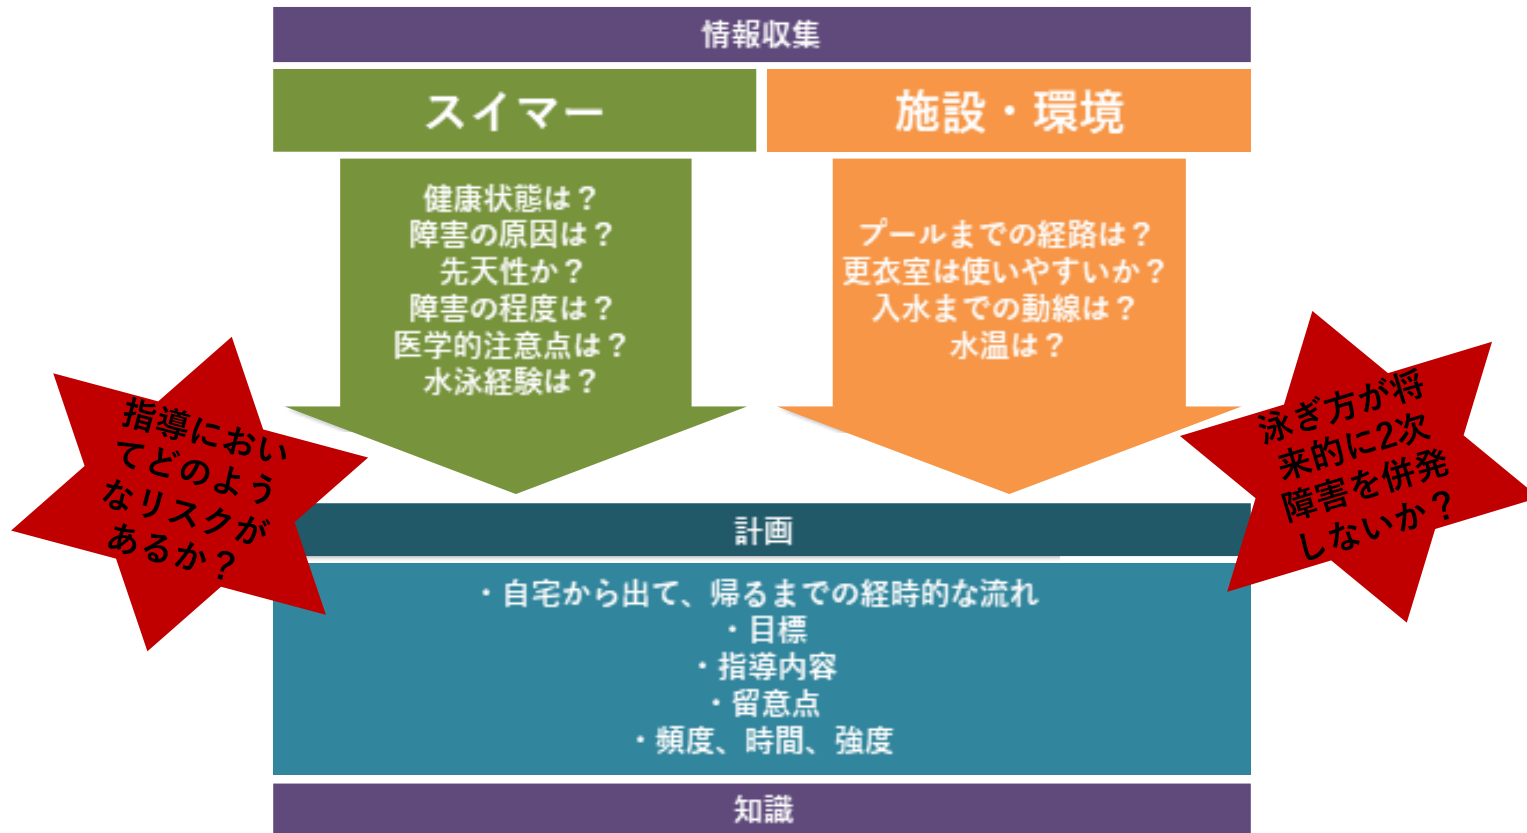 情報収集
スイマー
施設・環境
健康状態は？
障害の原因は？
先天性か？
障害の程度は？
医学的注意点は？
水泳経験は？
プールまでの経路は？
更衣室は使いやすいか？
入水までの動線は？
水温は？
指導におい
てどのよう
なリスクが
あるか？
泳ぎ方が将
来的に2次
障害を併発
しないか？
計画
・自宅から出て、帰るまでの経時的な流れ
・目標
・指導内容
・留意点
・頻度、時間、強度
知識